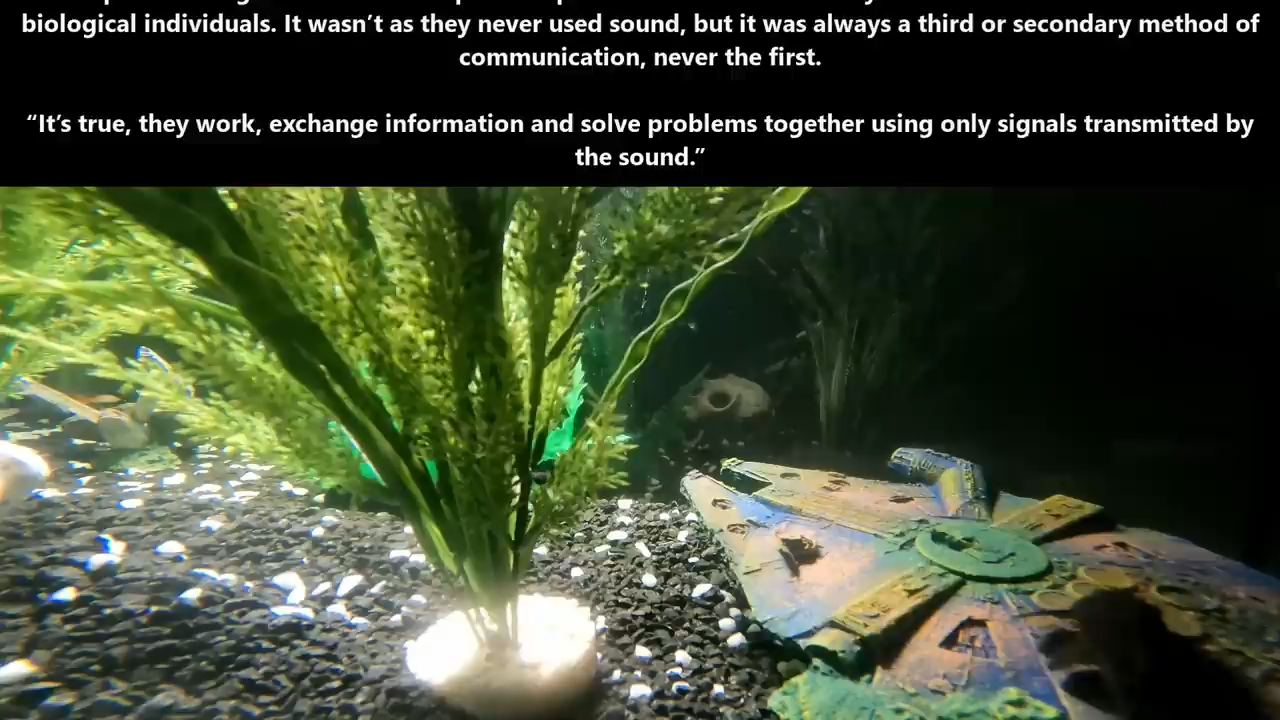 biological individuals. It wasn’t as they never used sound, but it was always a third or secondary method of
communication, never the first.
“It’s true, they work, exchange information and solve problems together using only signals transmitted by
the sound.”